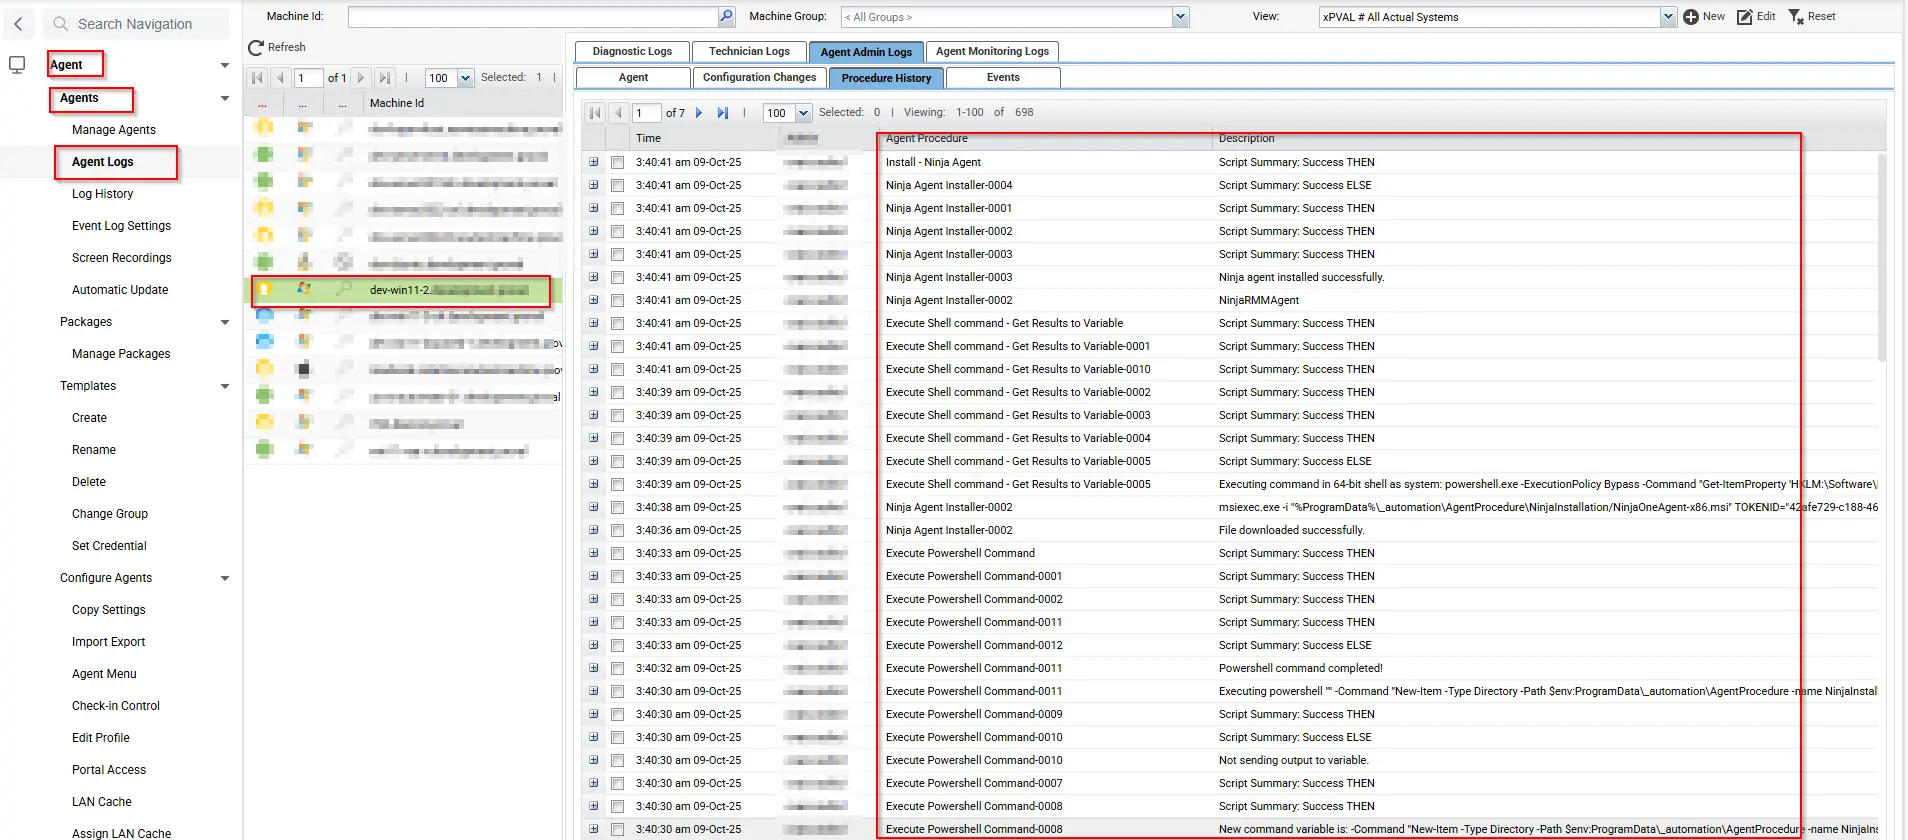 Search Navigation
Agent
Agents
Manage Agents
Agent Logs
Log History
Event Log Settings
Screen Recordings
Automatic Update
Packages
Manage Packages
Templates
Create
Rename
Delete
Change Group
Set Credential
Configure Agents
Copy Settings
Import Export
Agent Menu
Check-in Control
Edit Profile
Portal Access
LAN Cache
Assign LAN Cache
Machine Id: Machine Group: < All Groups > View: xPVAL # All Actual Systems New Edit Reset
Refresh
1 of 1 100 Selected: 1
... ... ... Machine Id
dev-win11-2.
Diagnostic Logs Technician Logs Agent Admin Logs Agent Monitoring Logs
Agent Configuration Changes Procedure History Events
1 of 7 100 Selected: 0 Viewing: 1-100 of 698
Time Agent Procedure Description
3:40:41 am 09-Oct-25 Install - Ninja Agent Script Summary: Success THEN
3:40:41 am 09-Oct-25 Ninja Agent Installer-0004 Script Summary: Success ELSE
3:40:41 am 09-Oct-25 Ninja Agent Installer-0001 Script Summary: Success THEN
3:40:41 am 09-Oct-25 Ninja Agent Installer-0002 Script Summary: Success THEN
3:40:41 am 09-Oct-25 Ninja Agent Installer-0003 Script Summary: Success THEN
3:40:41 am 09-Oct-25 Ninja Agent Installer-0003 Ninja agent installed successfully.
3:40:41 am 09-Oct-25 Ninja Agent Installer-0002 NinjaRMMAgent
3:40:41 am 09-Oct-25 Execute Shell command - Get Results to Variable Script Summary: Success THEN
3:40:41 am 09-Oct-25 Execute Shell command - Get Results to Variable-0001 Script Summary: Success THEN
3:40:41 am 09-Oct-25 Execute Shell command - Get Results to Variable-0010 Script Summary: Success THEN
3:40:39 am 09-Oct-25 Execute Shell command - Get Results to Variable-0002 Script Summary: Success THEN
3:40:39 am 09-Oct-25 Execute Shell command - Get Results to Variable-0003 Script Summary: Success THEN
3:40:39 am 09-Oct-25 Execute Shell command - Get Results to Variable-0004 Script Summary: Success THEN
3:40:39 am 09-Oct-25 Execute Shell command - Get Results to Variable-0005 Script Summary: Success ELSE
3:40:39 am 09-Oct-25 Execute Shell command - Get Results to Variable-0005 Executing command in 64-bit shell as system: powershell.exe -ExecutionPolicy Bypass -Command "Get-ItemProperty 'HKLM:\Software\
3:40:38 am 09-Oct-25 Ninja Agent Installer-0002 msiexec.exe -i "%ProgramData%\_automation\AgentProcedure\NinjaInstallation/NinjaOneAgent-x86.msi" TOKENID="42afe729-c188-46
3:40:36 am 09-Oct-25 Ninja Agent Installer-0002 File downloaded successfully.
3:40:33 am 09-Oct-25 Execute Powershell Command Script Summary: Success THEN
3:40:33 am 09-Oct-25 Execute Powershell Command-0001 Script Summary: Success THEN
3:40:33 am 09-Oct-25 Execute Powershell Command-0002 Script Summary: Success THEN
3:40:33 am 09-Oct-25 Execute Powershell Command-0011 Script Summary: Success THEN
3:40:33 am 09-Oct-25 Execute Powershell Command-0012 Script Summary: Success ELSE
3:40:32 am 09-Oct-25 Execute Powershell Command-0011 Powershell command completed!
3:40:30 am 09-Oct-25 Execute Powershell Command-0011 Executing powershell "" -Command "New-Item -Type Directory -Path $env:ProgramData\_automation\AgentProcedure -name NinjaInstal
3:40:30 am 09-Oct-25 Execute Powershell Command-0009 Script Summary: Success THEN
3:40:30 am 09-Oct-25 Execute Powershell Command-0010 Script Summary: Success ELSE
3:40:30 am 09-Oct-25 Execute Powershell Command-0010 Not sending output to variable.
3:40:30 am 09-Oct-25 Execute Powershell Command-0007 Script Summary: Success THEN
3:40:30 am 09-Oct-25 Execute Powershell Command-0008 Script Summary: Success THEN
3:40:30 am 09-Oct-25 Execute Powershell Command-0008 New command variable is: -Command "New-Item -Type Directory -Path $env:ProgramData\_automation\AgentProcedure -name NinjaIns